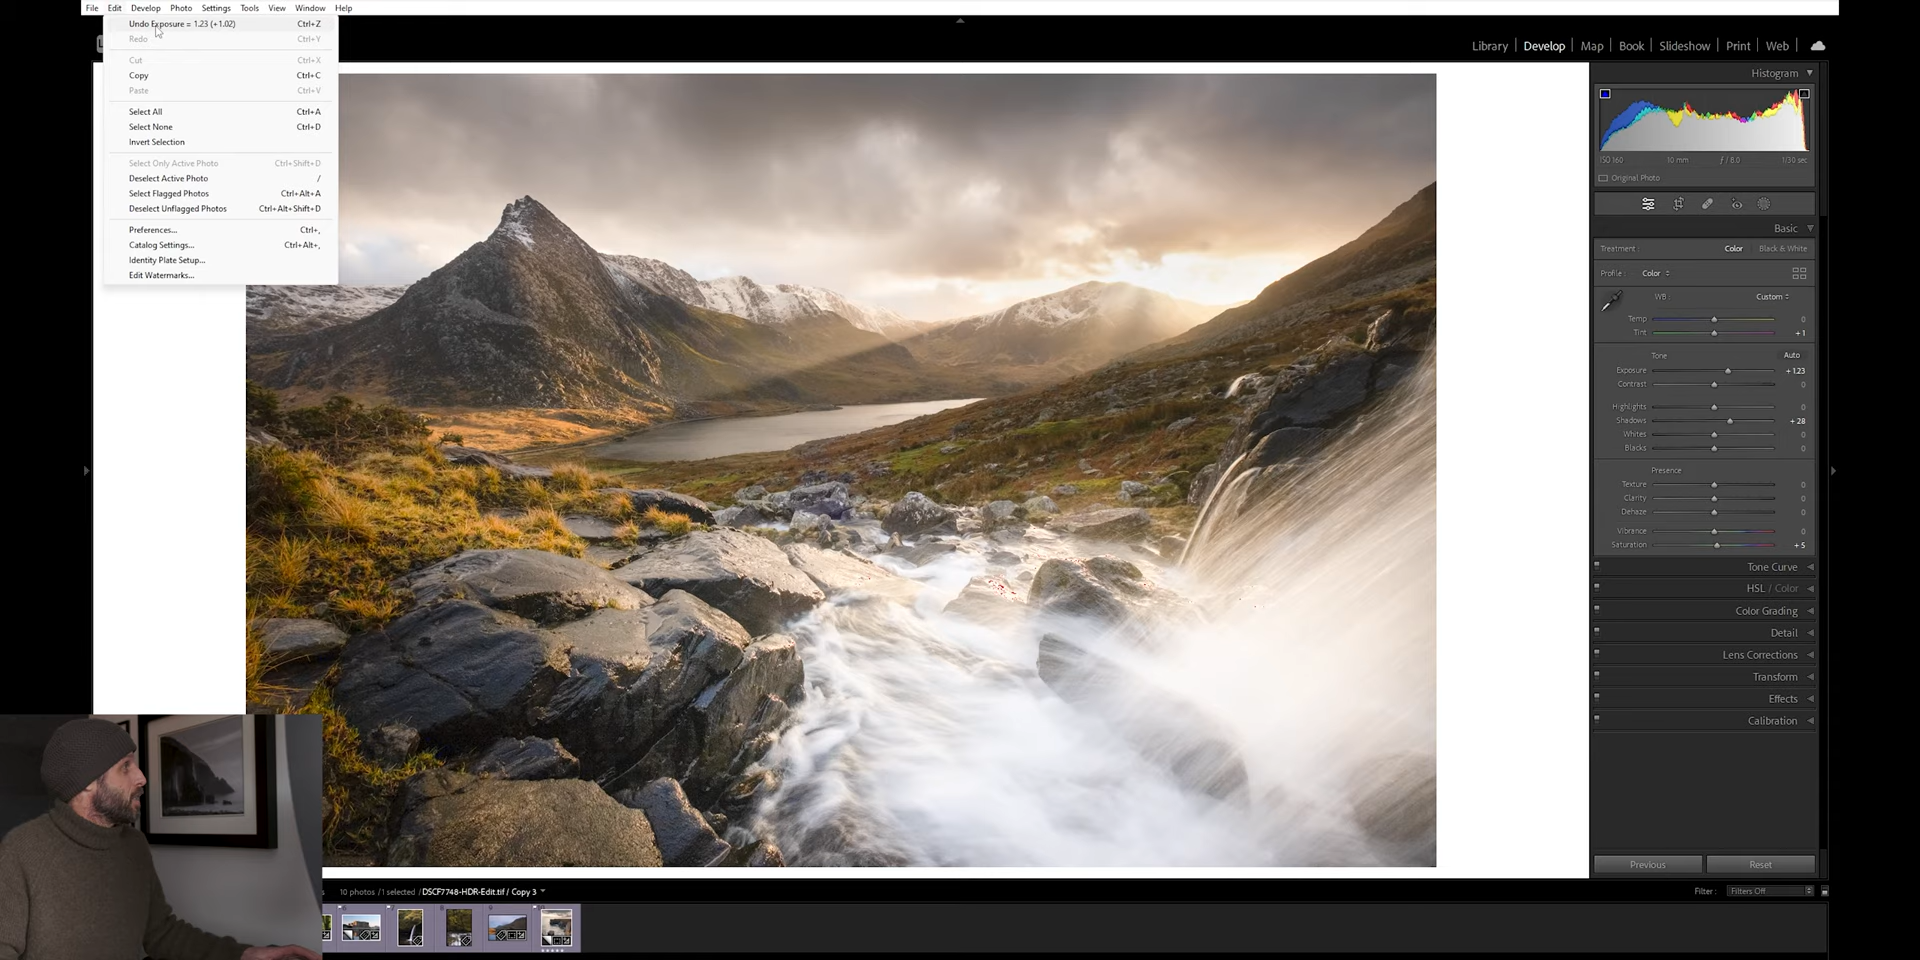 File Edit Develop Photo Settings Tools View Window Help
Undo Exposure = 1.23 (+1.02) Ctrl+Z
Redo Ctrl+Y
Cut Ctrl+X
Copy Ctrl+C
Paste Ctrl+V
Select All Ctrl+A
Select None Ctrl+D
Invert Selection
Select Only Active Photo Ctrl+Shift+D
Deselect Active Photo /
Select Flagged Photos Ctrl+Alt+A
Deselect Unflagged Photos Ctrl+Alt+Shift+D
Preferences... Ctrl+,
Catalog Settings... Ctrl+Alt+,
Identity Plate Setup...
Edit Watermarks...
Library Develop Map Book Slideshow Print Web
Histogram
ISO 160 10 mm ƒ / 8.0 1/30 sec
Original Photo
Basic
Treatment : Color Black & White
Profile : Color
WB : Custom
Temp 0
Tint + 1
Tone Auto
Exposure + 1.23
Contrast 0
Highlights 0
Shadows + 28
Whites 0
Blacks 0
Presence
Texture 0
Clarity 0
Dehaze 0
Vibrance 0
Saturation + 5
Tone Curve
HSL / Color
Color Grading
Detail
Lens Corrections
Transform
Effects
Calibration
Previous Reset
10 photos / 1 selected / DSCF7748-HDR-Edit.tif / Copy 3
Filter : Filters Off